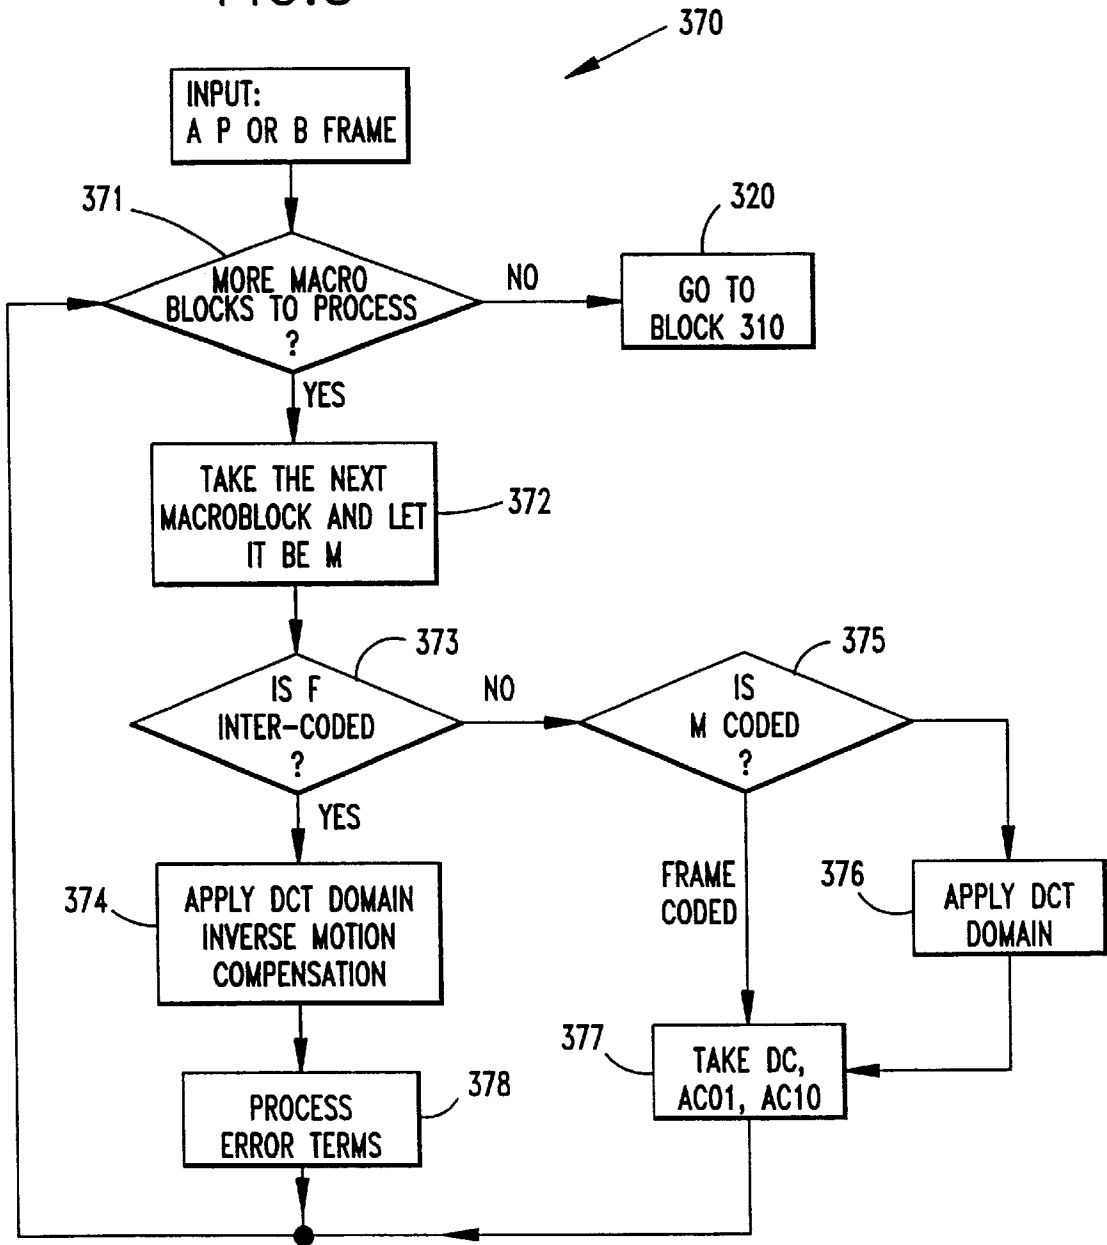 370
INPUT:
A P OR B FRAME
371
MORE MACRO
BLOCKS TO PROCESS
?
NO
320
GO TO
BLOCK 310
YES
TAKE THE NEXT
MACROBLOCK AND LET
IT BE M
372
373
IS F
INTER-CODED
?
NO
375
IS
M CODED
?
YES
374
APPLY DCT DOMAIN
INVERSE MOTION
COMPENSATION
FRAME
CODED
376
APPLY DCT
DOMAIN
377
TAKE DC,
AC01, AC10
378
PROCESS
ERROR TERMS